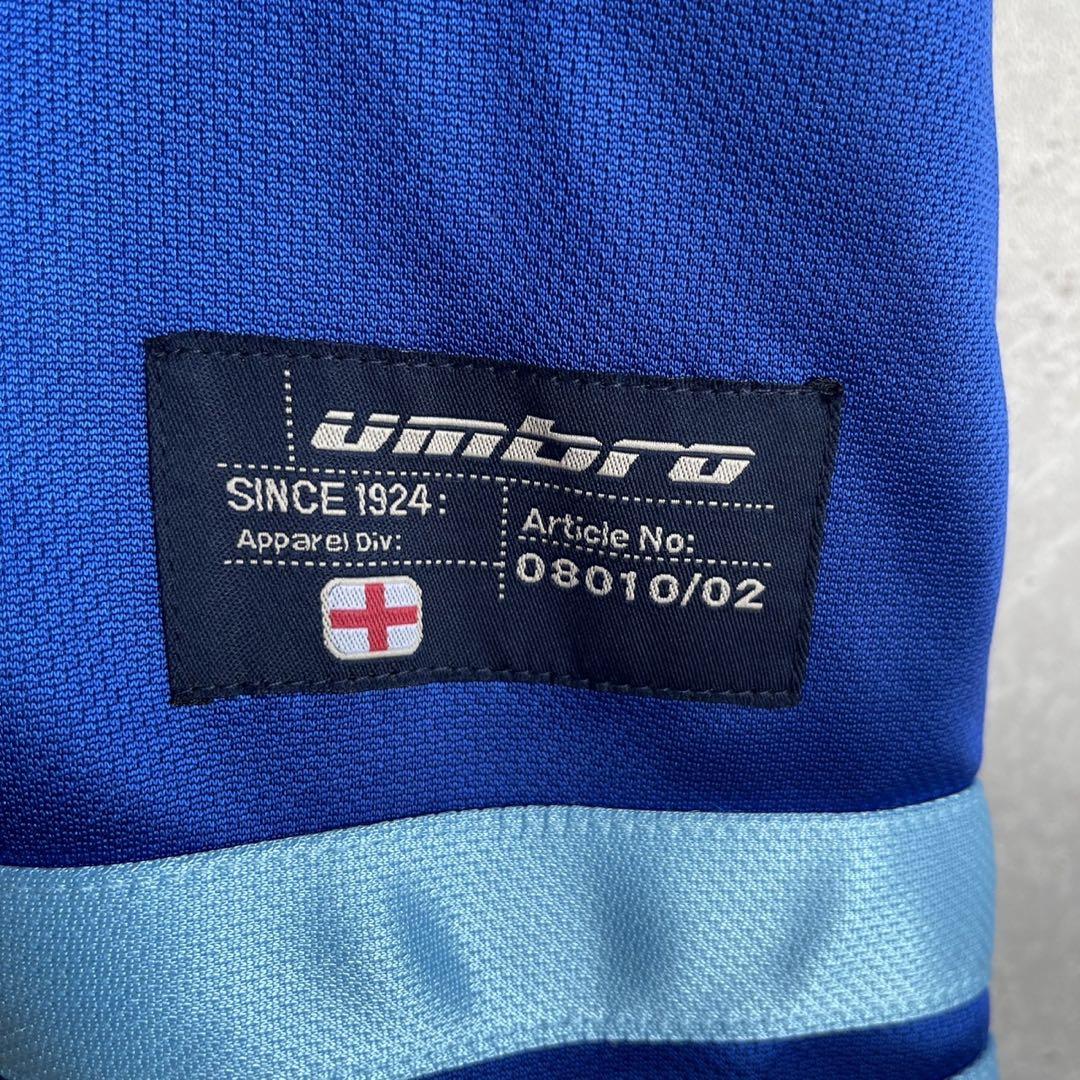 umbro
SINCE 1924:
Apparel Div:
Article No:
08010/02